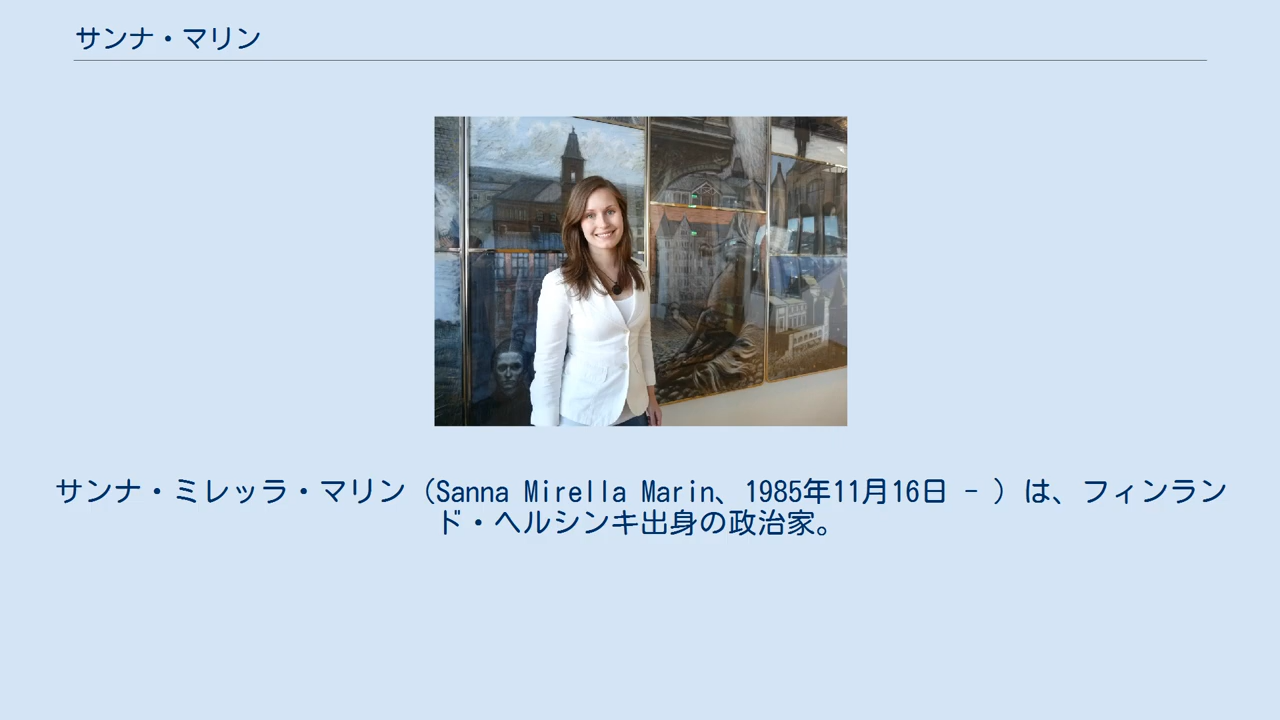 サンナ・マリン
サンナ・ミレッラ・マリン（Sanna Mirella Marin、1985年11月16日 - ）は、フィンラン
ド・ヘルシンキ出身の政治家。